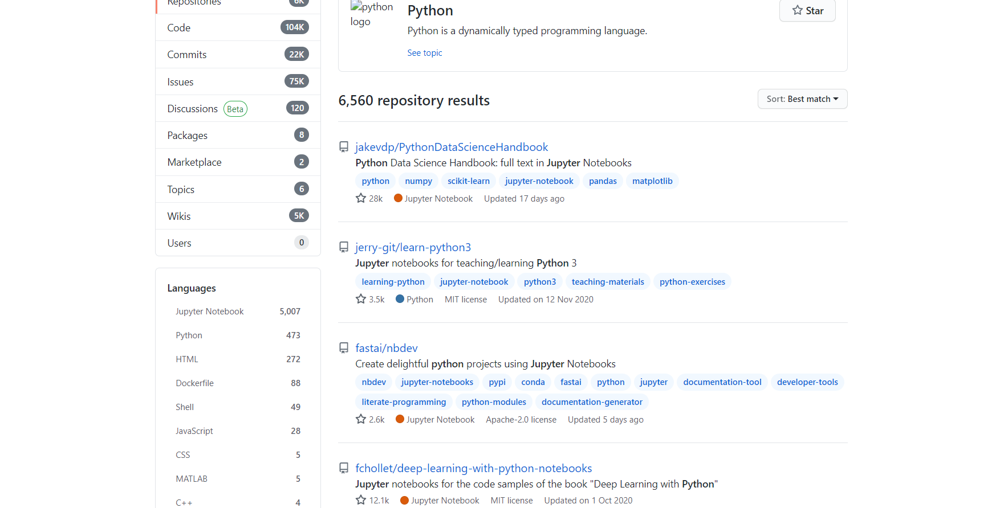 Repositories 6K
Code 104K
Commits 22K
Issues 75K
Discussions Beta 120
Packages 8
Marketplace 2
Topics 6
Wikis 5K
Users 0
Languages
Jupyter Notebook 5,007
Python 473
HTML 272
Dockerfile 88
Shell 49
JavaScript 28
CSS 5
MATLAB 5
C++ 4
python logo
Python
Star
Python is a dynamically typed programming language.
See topic
6,560 repository results
Sort: Best match
jakevdp/PythonDataScienceHandbook
Python Data Science Handbook: full text in Jupyter Notebooks
python numpy scikit-learn jupyter-notebook pandas matplotlib
28k Jupyter Notebook Updated 17 days ago
jerry-git/learn-python3
Jupyter notebooks for teaching/learning Python 3
learning-python jupyter-notebook python3 teaching-materials python-exercises
3.5k Python MIT license Updated on 12 Nov 2020
fastai/nbdev
Create delightful python projects using Jupyter Notebooks
nbdev jupyter-notebooks pypi conda fastai python jupyter documentation-tool developer-tools
literate-programming python-modules documentation-generator
2.6k Jupyter Notebook Apache-2.0 license Updated 5 days ago
fchollet/deep-learning-with-python-notebooks
Jupyter notebooks for the code samples of the book "Deep Learning with Python"
12.1k Jupyter Notebook MIT license Updated on 1 Oct 2020